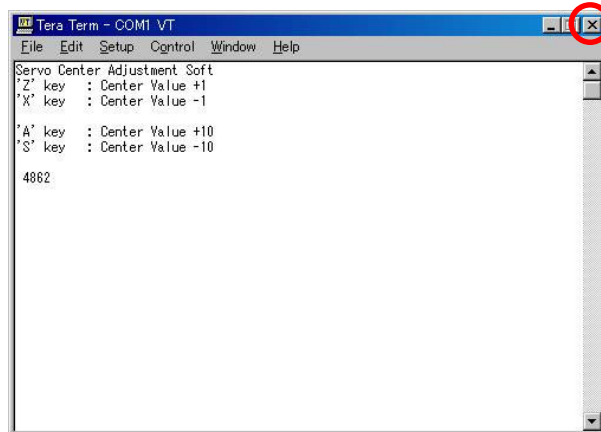 Tera Term - COM1 VT
File Edit Setup Control Window Help
Servo Center Adjustment Soft
'Z' key : Center Value +1
'X' key : Center Value -1
'A' key : Center Value +10
'S' key : Center Value -10
4862